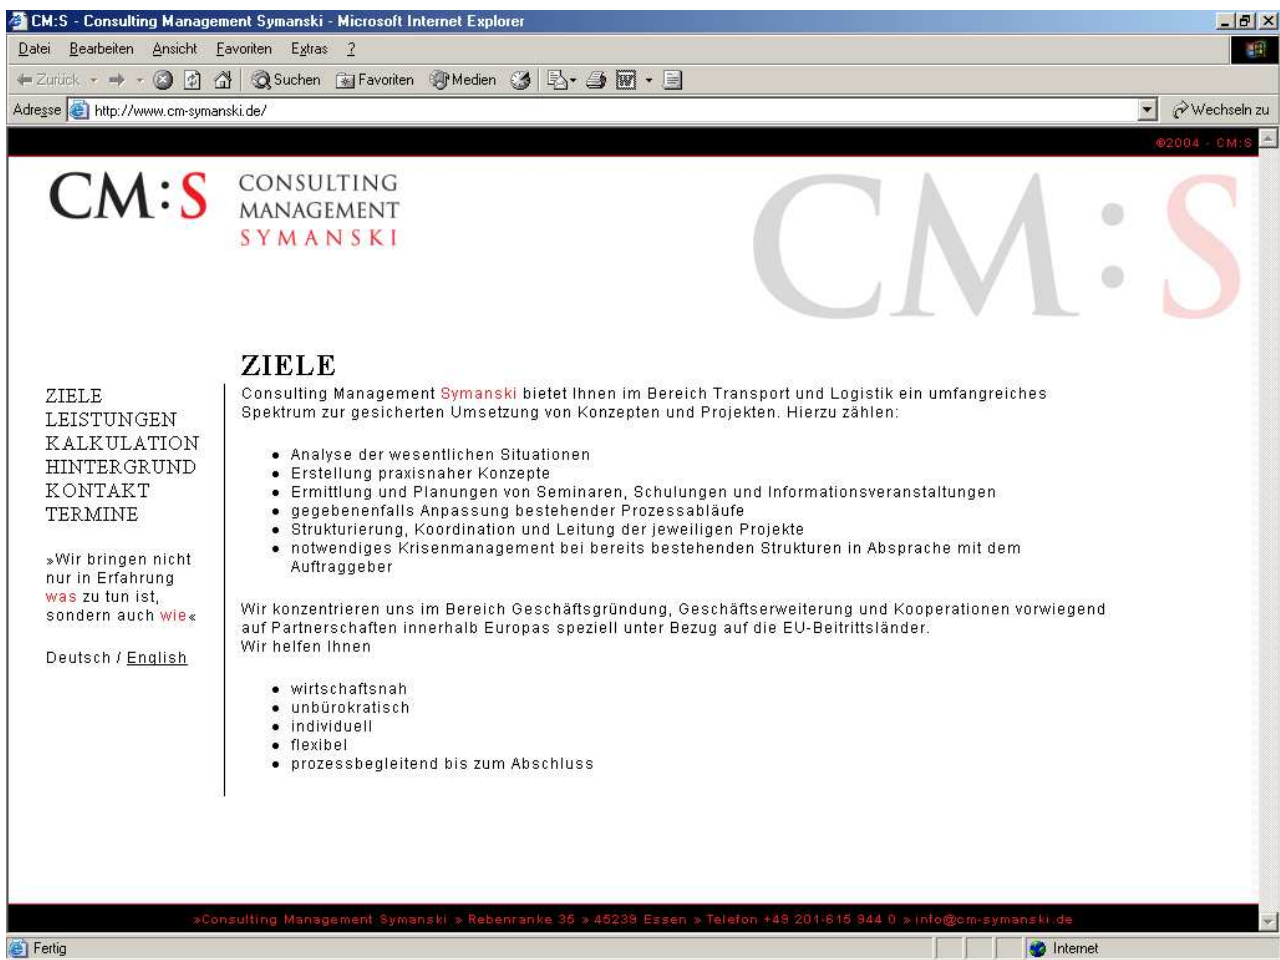 CM:S - Consulting Management Symanski - Microsoft Internet Explorer
Datei Bearbeiten Ansicht Favoriten Extras ?
Zurück Suchen Favoriten Medien
Adresse http://www.cm-symanski.de/ Wechseln zu
©2004 - CM:S
CM:S
CONSULTING
MANAGEMENT
SYMANSKI
CM:S
ZIELE
LEISTUNGEN
KALKULATION
HINTERGRUND
KONTAKT
TERMINE
»Wir bringen nicht
nur in Erfahrung
was zu tun ist,
sondern auch wie«
Deutsch / English
ZIELE
Consulting Management Symanski bietet Ihnen im Bereich Transport und Logistik ein umfangreiches
Spektrum zur gesicherten Umsetzung von Konzepten und Projekten. Hierzu zählen:
• Analyse der wesentlichen Situationen
• Erstellung praxisnaher Konzepte
• Ermittlung und Planungen von Seminaren, Schulungen und Informationsveranstaltungen
• gegebenenfalls Anpassung bestehender Prozessabläufe
• Strukturierung, Koordination und Leitung der jeweiligen Projekte
• notwendiges Krisenmanagement bei bereits bestehenden Strukturen in Absprache mit dem
Auftraggeber
Wir konzentrieren uns im Bereich Geschäftsgründung, Geschäftserweiterung und Kooperationen vorwiegend
auf Partnerschaften innerhalb Europas speziell unter Bezug auf die EU-Beitrittsländer.
Wir helfen Ihnen
• wirtschaftsnah
• unbürokratisch
• individuell
• flexibel
• prozessbegleitend bis zum Abschluss
»Consulting Management Symanski » Rebenranke 35 » 45239 Essen » Telefon +49 201-615 944 0 » info@cm-symanski.de
Fertig Internet